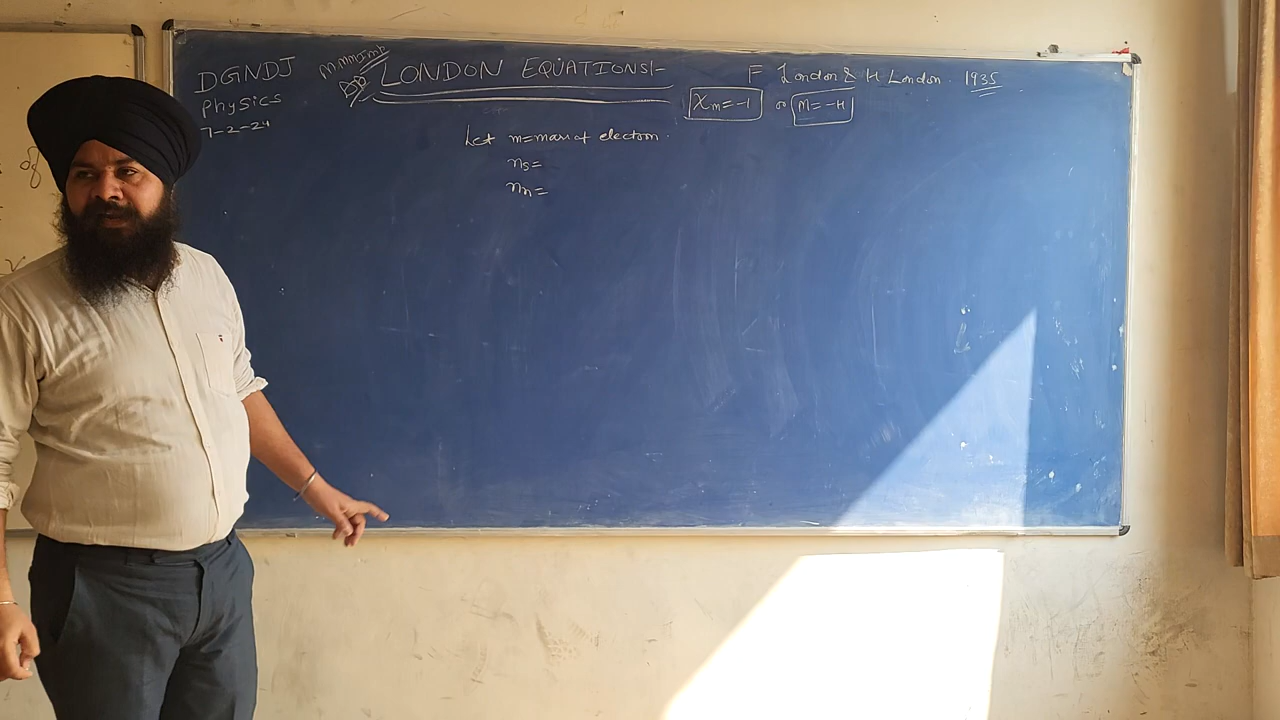 DGNDJ
Physics
7-2-24
MMMImp
LONDON EQUATIONS:-
F London & H London. 1935
χm=-1 or M=-H
Let m=mass of electron.
ns=
nn=